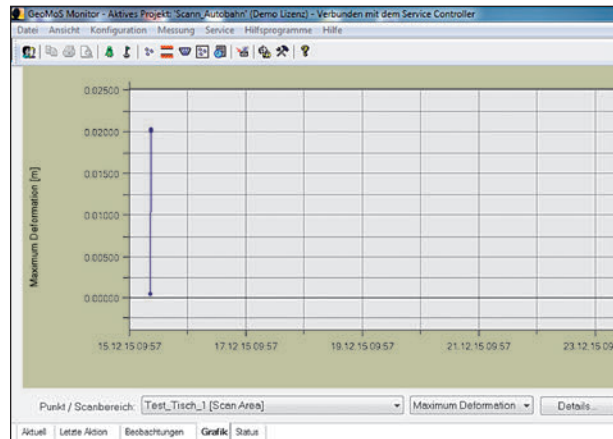 GeoMoS Monitor - Aktives Projekt: 'Scann_Autobahn' (Demo Lizenz) - Verbunden mit dem Service Controller
Datei Ansicht Konfiguration Messung Service Hilfsprogramme Hilfe
Maximum Deformation [m]
0.02500
0.02000
0.01500
0.01000
0.00500
0.00000
15.12.15 09:57 17.12.15 09:57 19.12.15 09:57 21.12.15 09:57 23.12.15 09
Punkt / Scanbereich: Test_Tisch_1 [Scan Area] Maximum Deformation Details...
Aktuell Letzte Aktion Beobachtungen Grafik Status